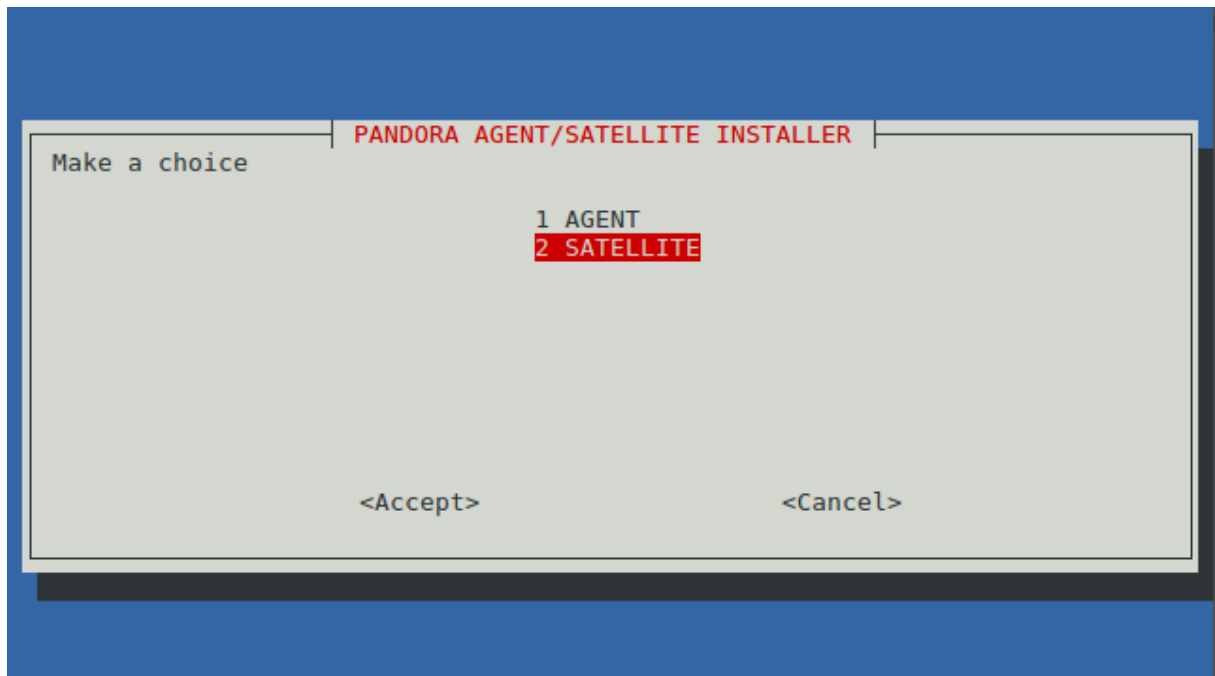 PANDORA AGENT/SATELLITE INSTALLER
Make a choice
1 AGENT
2 SATELLITE
<Accept> <Cancel>